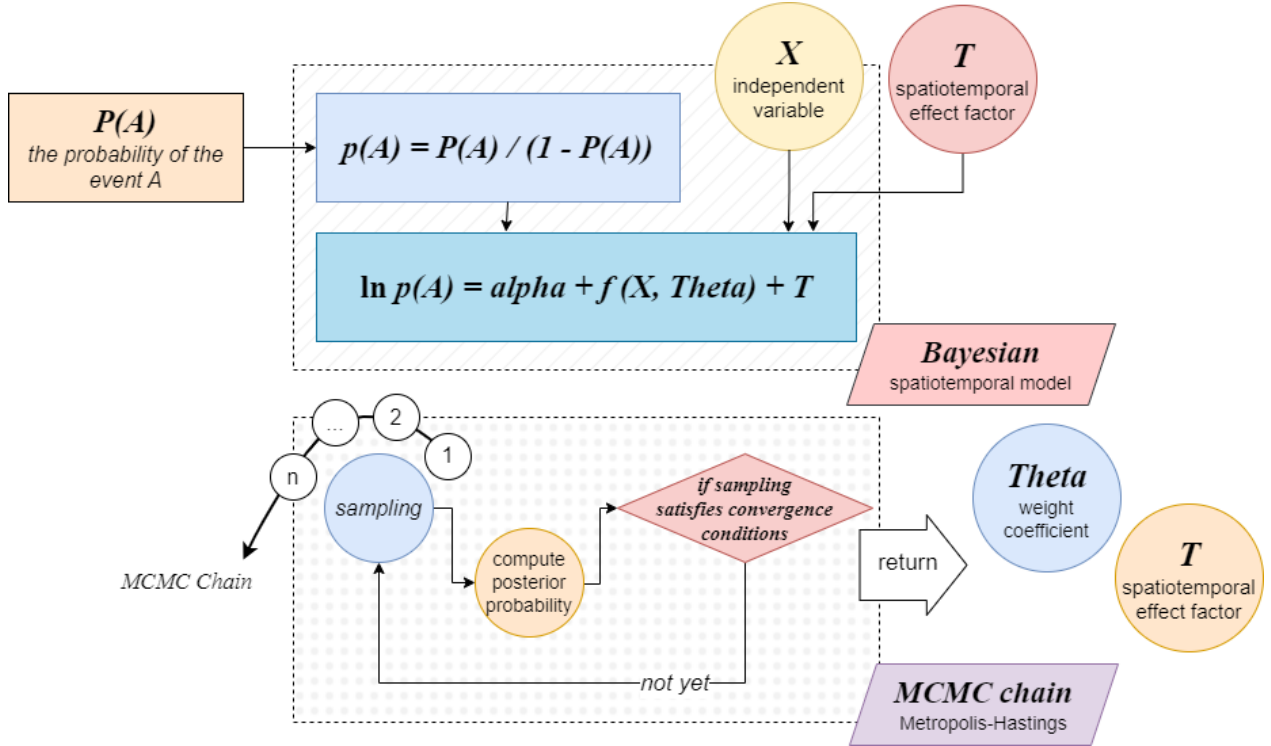 X
independent
variable
T
spatiotemporal
effect factor
P(A)
the probability of the
event A
p(A) = P(A) / (1 - P(A))
ln p(A) = alpha + f (X, Theta) + T
Bayesian
spatiotemporal model
...
2
1
n
MCMC Chain
sampling
compute
posterior
probability
if sampling
satisfies convergence
conditions
not yet
return
Theta
weight
coefficient
T
spatiotemporal
effect factor
MCMC chain
Metropolis-Hastings